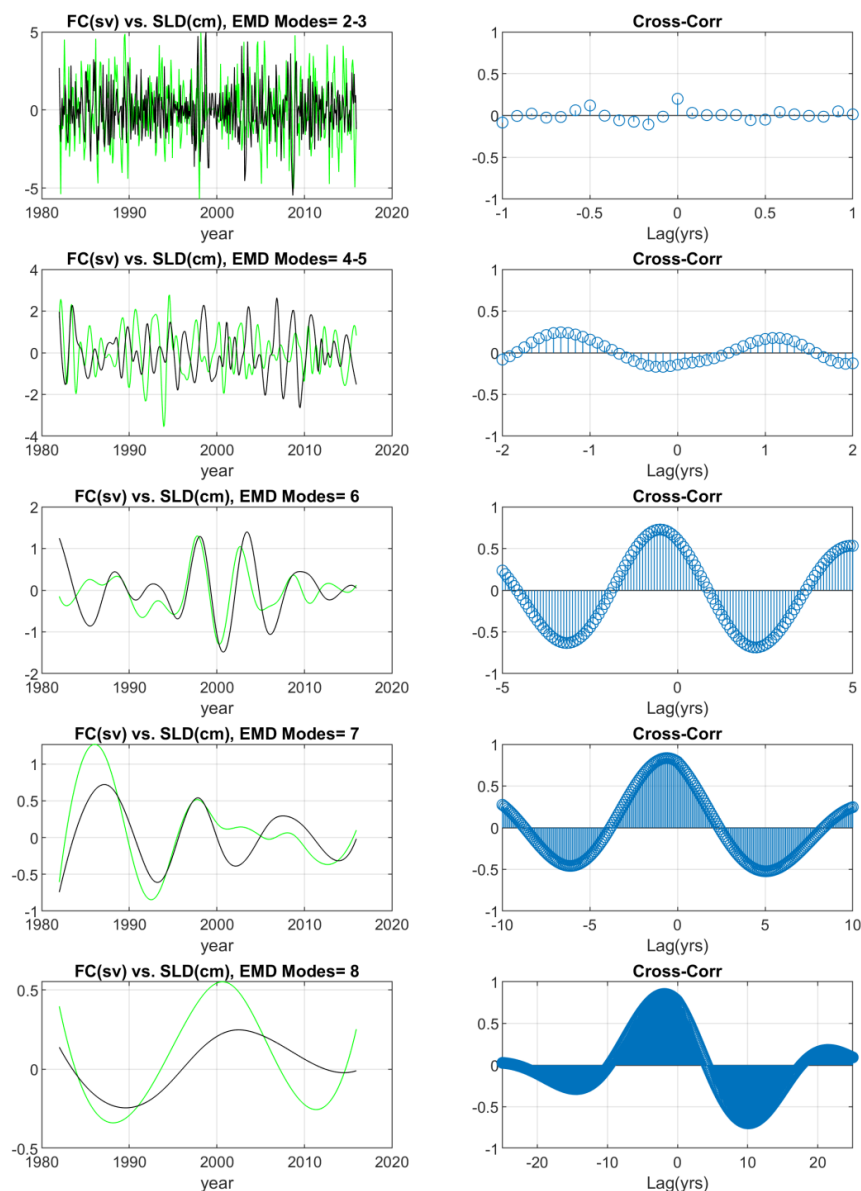 FC(sv) vs. SLD(cm), EMD Modes= 2-3
5
0
-5
1980 1990 2000 2010 2020
year
Cross-Corr
1
0.5
0
-0.5
-1
-1 -0.5 0 0.5 1
Lag(yrs)
FC(sv) vs. SLD(cm), EMD Modes= 4-5
4
2
0
-2
-4
1980 1990 2000 2010 2020
year
Cross-Corr
1
0.5
0
-0.5
-1
-2 -1 0 1 2
Lag(yrs)
FC(sv) vs. SLD(cm), EMD Modes= 6
2
1
0
-1
-2
1980 1990 2000 2010 2020
year
Cross-Corr
1
0.5
0
-0.5
-1
-5 0 5
Lag(yrs)
FC(sv) vs. SLD(cm), EMD Modes= 7
1
0.5
0
-0.5
-1
1980 1990 2000 2010 2020
year
Cross-Corr
1
0.5
0
-0.5
-1
-10 -5 0 5 10
Lag(yrs)
FC(sv) vs. SLD(cm), EMD Modes= 8
0.5
0
0.5
1980 1990 2000 2010 2020
year
Cross-Corr
1
0.5
0
-0.5
-1
-20 -10 0 10 20
Lag(yrs)